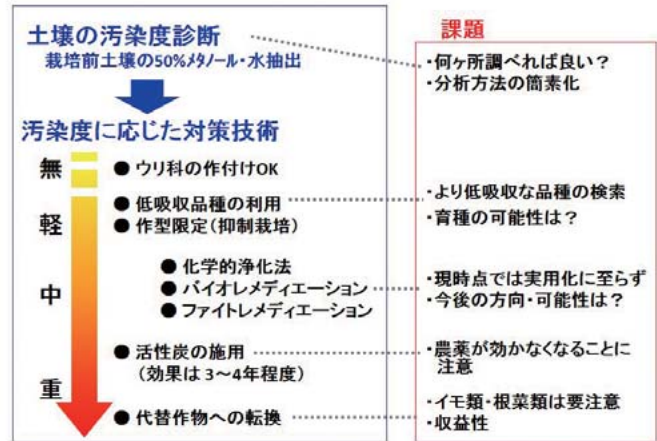 土壌の汚染度診断
栽培前土壌の50%メタノール・水抽出
汚染度に応じた対策技術
無
● ウリ科の作付けOK
軽
● 低吸収品種の利用
● 作型限定(抑制栽培)
中
● 化学的浄化法
● バイオレメディエーション
● ファイトレメディエーション
● 活性炭の施用
(効果は3~4年程度)
重
● 代替作物への転換
課題
・何ヶ所調べれば良い?
・分析方法の簡素化
・より低吸収な品種の検索
・育種の可能性は?
・現時点では実用化に至らず
・今後の方向・可能性は?
・農薬が効かなくなることに
注意
・イモ類・根菜類は要注意
・収益性